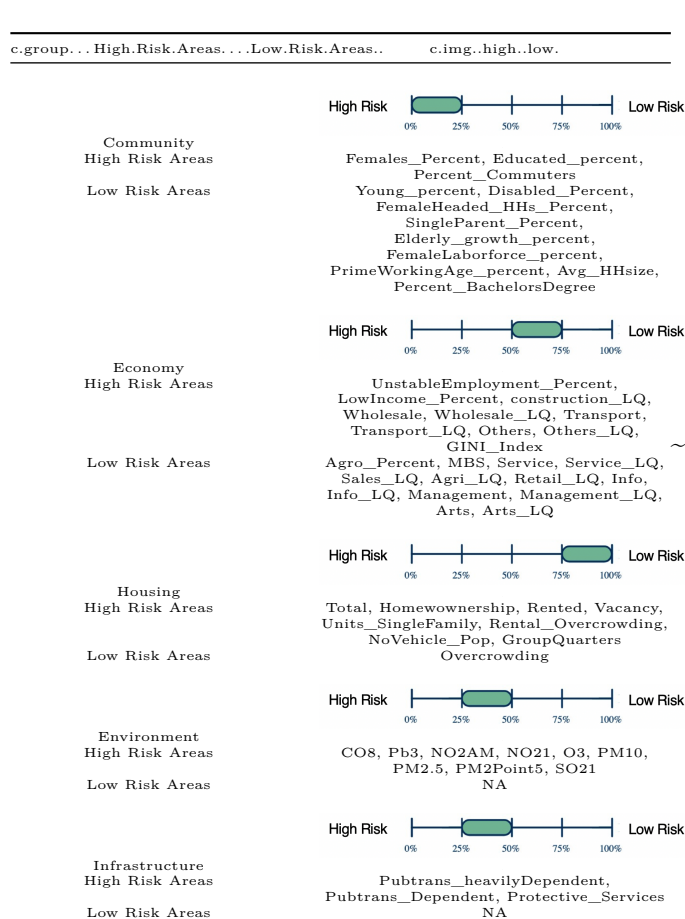 c.group...High.Risk.Areas....Low.Risk.Areas.. c.img..high..low.
High Risk Low Risk
0% 25% 50% 75% 100%
Community
High Risk Areas Females_Percent, Educated_percent,
Percent_Commuters
Low Risk Areas Young_percent, Disabled_Percent,
FemaleHeaded_HHs_Percent,
SingleParent_Percent,
Elderly_growth_percent,
FemaleLaborforce_percent,
PrimeWorkingAge_percent, Avg_HHsize,
Percent_BachelorsDegree
High Risk Low Risk
0% 25% 50% 75% 100%
Economy
High Risk Areas UnstableEmployment_Percent,
LowIncome_Percent, construction_LQ,
Wholesale, Wholesale_LQ, Transport,
Transport_LQ, Others, Others_LQ,
GINI_Index ~
Low Risk Areas Agro_Percent, MBS, Service, Service_LQ,
Sales_LQ, Agri_LQ, Retail_LQ, Info,
Info_LQ, Management, Management_LQ,
Arts, Arts_LQ
High Risk Low Risk
0% 25% 50% 75% 100%
Housing
High Risk Areas Total, Homewownership, Rented, Vacancy,
Units_SingleFamily, Rental_Overcrowding,
NoVehicle_Pop, GroupQuarters
Low Risk Areas Overcrowding
High Risk Low Risk
0% 25% 50% 75% 100%
Environment
High Risk Areas CO8, Pb3, NO2AM, NO21, O3, PM10,
PM2.5, PM2Point5, SO21
Low Risk Areas NA
High Risk Low Risk
0% 25% 50% 75% 100%
Infrastructure
High Risk Areas Pubtrans_heavilyDependent,
Pubtrans_Dependent, Protective_Services
Low Risk Areas NA